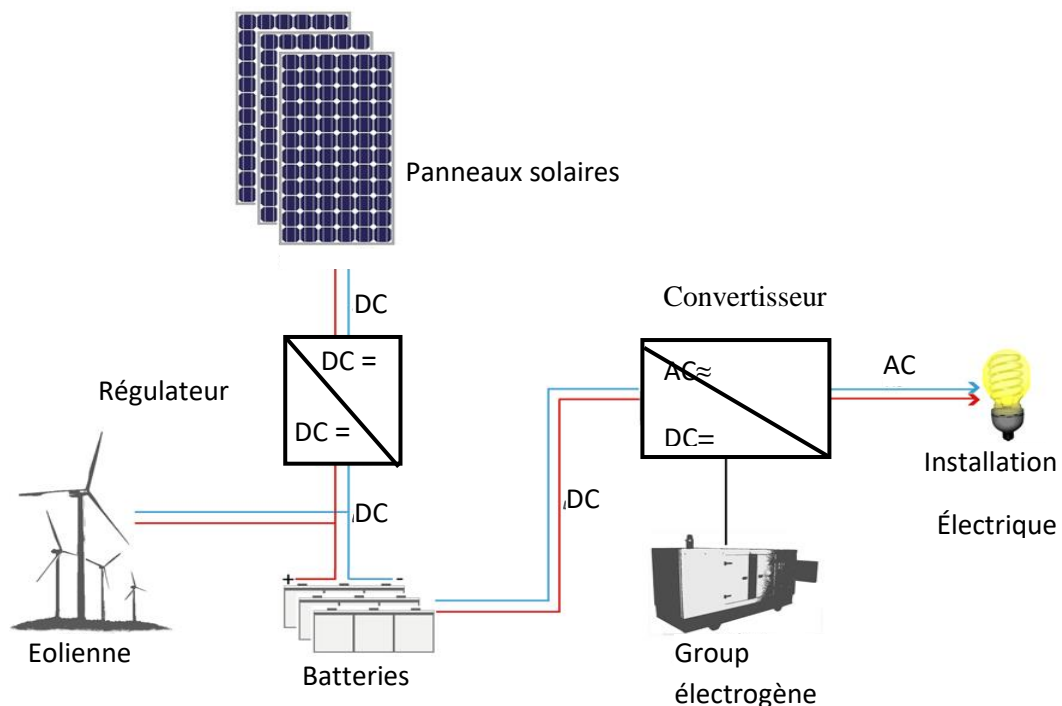 Panneaux solaires
DC
Convertisseur
DC =
AC≈
AC
Régulateur
DC =
DC=
Installation
DC
DC
Électrique
+
-
Eolienne
Batteries
Group
électrogène